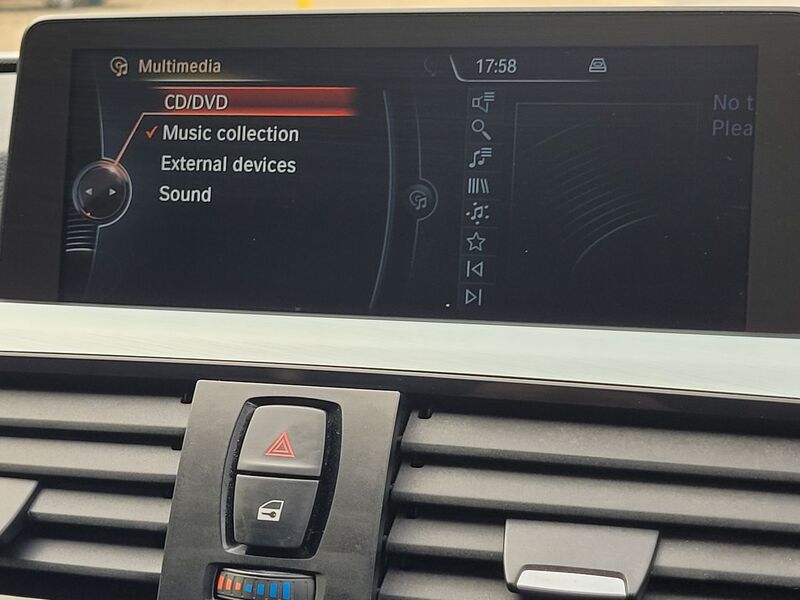 Multimedia
17:58
CD/DVD
Music collection
External devices
Sound
No t
Plea